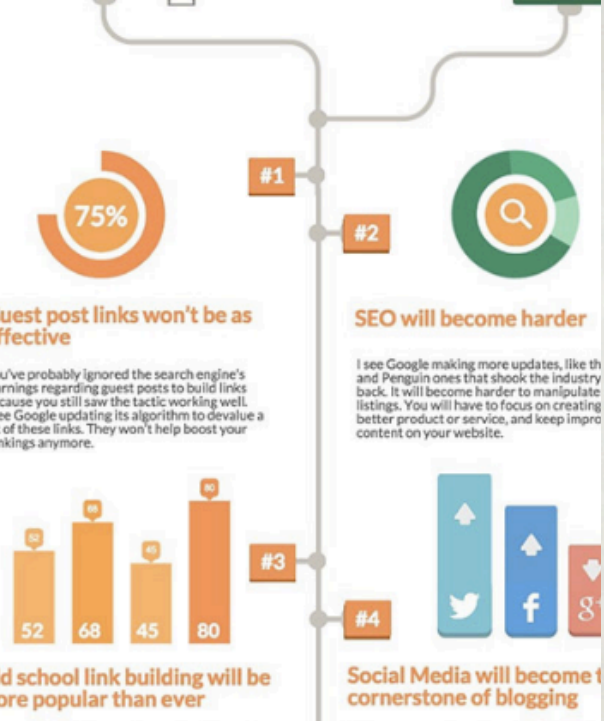 #1
75%
#2
uest post links won't be as
ffective
u've probably ignored the search engine's
rnings regarding guest posts to build links
cause you still saw the tactic working well.
ee Google updating its algorithm to devalue a
of these links. They won't help boost your
nkings anymore.
SEO will become harder
I see Google making more updates, like th
and Penguin ones that shook the industry
back. It will become harder to manipulate
listings. You will have to focus on creating
better product or service, and keep impro
content on your website.
#3
52 68 45 80
52 68 45 80
d school link building will be
ore popular than ever
#4
f g+
Social Media will become t
cornerstone of blogging